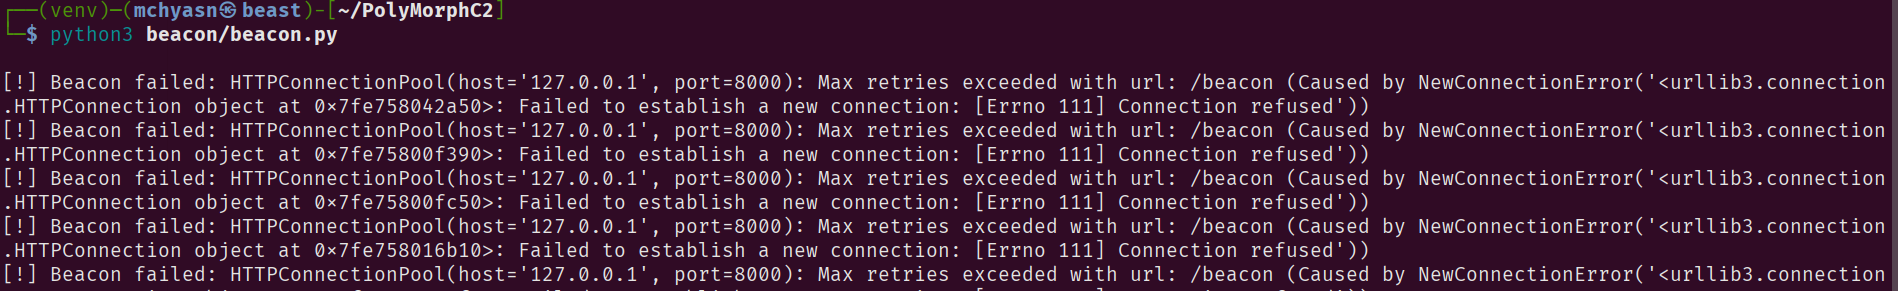 ┌──(venv)─(mchyasn㉿beast)-[~/PolyMorphC2]
└─$ python3 beacon/beacon.py
[!] Beacon failed: HTTPConnectionPool(host='127.0.0.1', port=8000): Max retries exceeded with url: /beacon (Caused by NewConnectionError('<urllib3.connection
.HTTPConnection object at 0×7fe758042a50>: Failed to establish a new connection: [Errno 111] Connection refused'))
[!] Beacon failed: HTTPConnectionPool(host='127.0.0.1', port=8000): Max retries exceeded with url: /beacon (Caused by NewConnectionError('<urllib3.connection
.HTTPConnection object at 0×7fe75800f390>: Failed to establish a new connection: [Errno 111] Connection refused'))
[!] Beacon failed: HTTPConnectionPool(host='127.0.0.1', port=8000): Max retries exceeded with url: /beacon (Caused by NewConnectionError('<urllib3.connection
.HTTPConnection object at 0×7fe75800fc50>: Failed to establish a new connection: [Errno 111] Connection refused'))
[!] Beacon failed: HTTPConnectionPool(host='127.0.0.1', port=8000): Max retries exceeded with url: /beacon (Caused by NewConnectionError('<urllib3.connection
.HTTPConnection object at 0×7fe758016b10>: Failed to establish a new connection: [Errno 111] Connection refused'))
[!] Beacon failed: HTTPConnectionPool(host='127.0.0.1', port=8000): Max retries exceeded with url: /beacon (Caused by NewConnectionError('<urllib3.connection